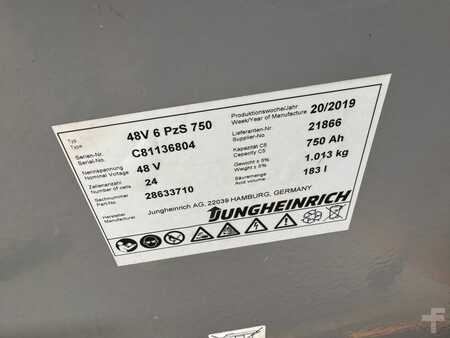 Typ
Type
48V 6 PzS 750
Produktionswoche/Jahr
Week/Year of Manufacture
20/2019
Serien-Nr.
Serial-No.
C81136804
Lieferanten-Nr.
Supplier-No
21866
Nennspannung
Nominal Voltage
48 V
Kapazität C5
Capacity C5
750 Ah
Zellenanzahl
Number of Cells
24
Gewicht ± 5%
Weight ± 5%
1.013 kg
Sachnummer
Part-No
28633710
Säuremenge
Acid volume
183 l
Hersteller
Manufacturer
Jungheinrich AG, 22039 HAMBURG, GERMANY
JUNGHEINRICH